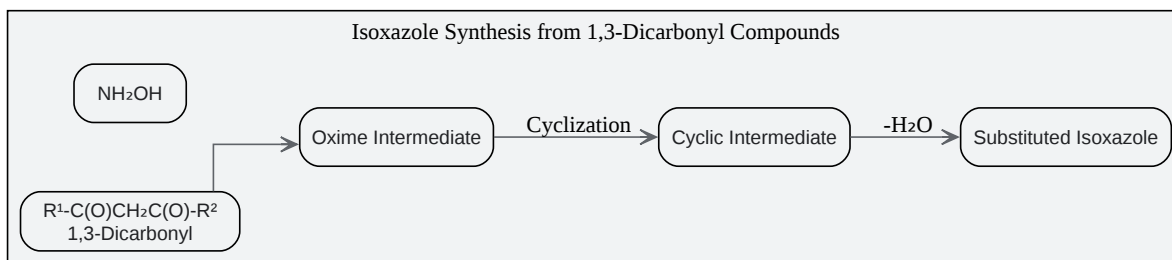 Isoxazole Synthesis from 1,3-Dicarbonyl Compounds
NH₂OH
Oxime Intermediate
Cyclization
Cyclic Intermediate
-H₂O
Substituted Isoxazole
R¹-C(O)CH₂C(O)-R²
1,3-Dicarbonyl